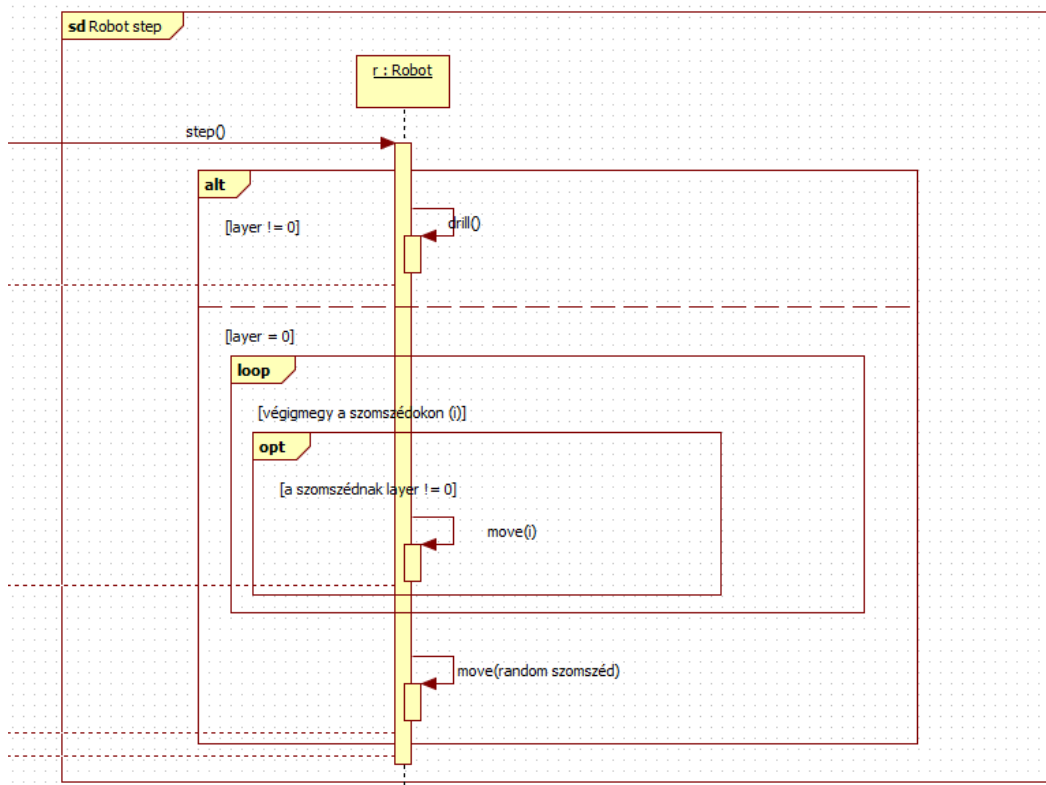 sd Robot step
r : Robot
step()
alt
[layer != 0]
drill()
[layer = 0]
loop
[végigmegy a szomszédokon (i)]
opt
[a szomszédnak layer != 0]
move(i)
move(random szomszéd)